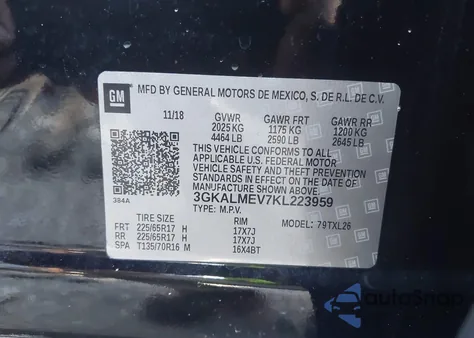 GM
MFD BY GENERAL MOTORS DE MEXICO, S. DE R.L. DE C.V.
11/18 GVWR GAWR FRT GAWR RR
2025 KG 1175 KG 1200 KG
4464 LB 2590 LB 2645 LB
THIS VEHICLE CONFORMS TO ALL
APPLICABLE U.S. FEDERAL MOTOR
VEHICLE SAFETY AND THEFT
PREVENTION STANDARDS IN
EFFECT ON THE DATE OF
MANUFACTURE SHOWN ABOVE.
384A 3GKALMEV7KL223959
TYPE: M.P.V. MODEL: 79TXL26
TIRE SIZE RIM
FRT 225/65R17 H 17X7J
RR 225/65R17 H 17X7J
SPA T135/70R16 M 16X4BT
AutoSnap